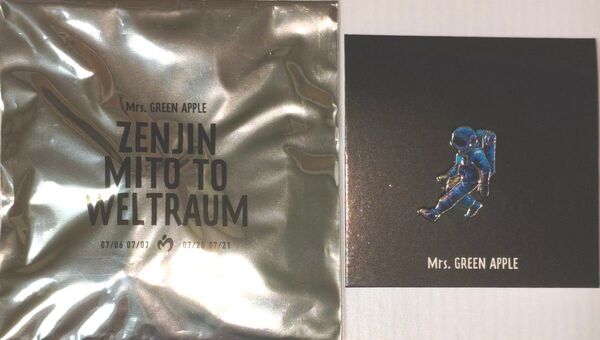 Mrs. GREEN APPLE
ZENJIN
MITO TO
WELTRAUM
07/06 07/07 07/20 07/21
Mrs. GREEN APPLE